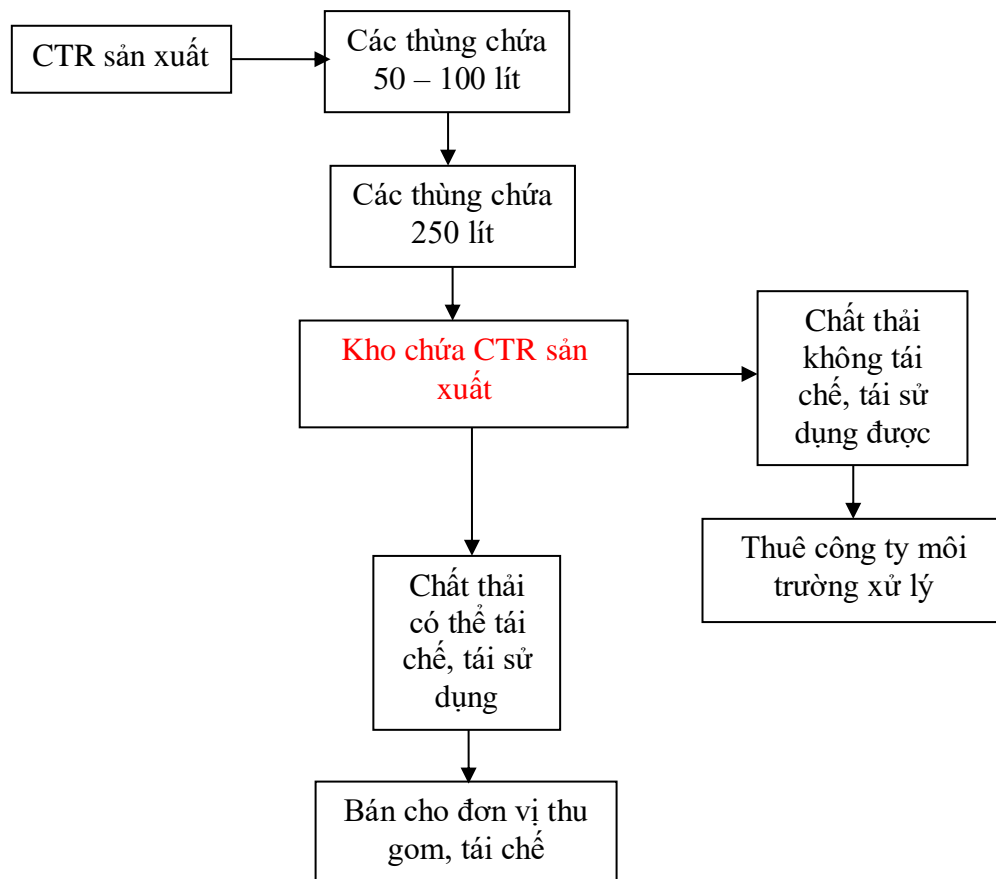 CTR sản xuất
Các thùng chứa
50 – 100 lít
Các thùng chứa
250 lít
Kho chứa CTR sản
xuất
Chất thải
không tái
chế, tái sử
dụng được
Thuê công ty môi
trường xử lý
Chất thải
có thể tái
chế, tái sử
dụng
Bán cho đơn vị thu
gom, tái chế